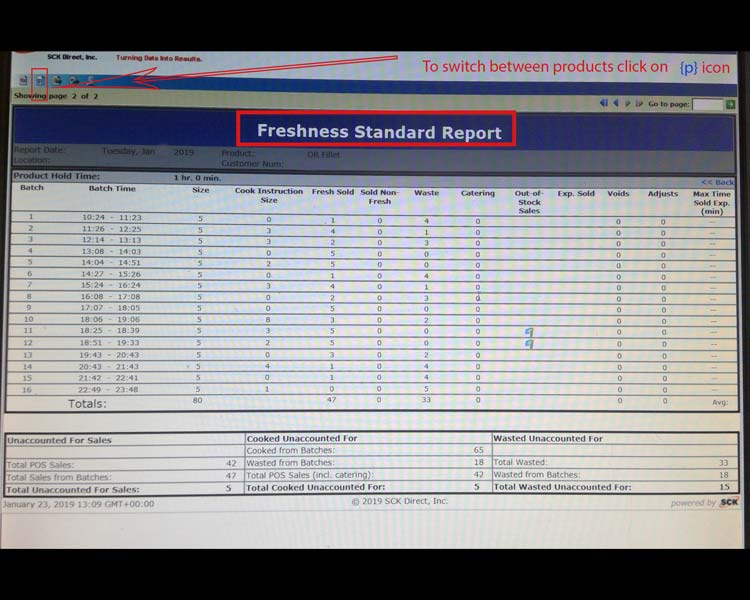 SCK Direct, Inc. Turning Data Into Results.
To switch between products click on {p} icon
Showing page 2 of 2
Go to page:
Freshness Standard Report
Report Date: Tuesday, Jan 2019 Product: OR Fillet
Location: Customer Num:
Product Hold Time: 1 hr. 0 min. << Back
Batch Batch Time Size Cook Instruction Size Fresh Sold Sold Non-Fresh Waste Catering Out-of-Stock Sales Exp. Sold Voids Adjusts Max Time Sold Exp. (min)
1 10:24 - 11:23 5 0 1 0 4 0 0 0 --
2 11:26 - 12:25 5 3 4 0 1 0 0 0 --
3 12:14 - 13:13 5 3 2 0 3 0 0 0 --
4 13:08 - 14:03 5 0 5 0 0 0 0 0 --
5 14:04 - 14:51 5 2 5 0 0 0 0 0 --
6 14:27 - 15:26 5 0 1 0 4 0 0 0 --
7 15:24 - 16:24 5 3 4 0 1 0 0 0 --
8 16:08 - 17:08 5 0 2 0 3 0 0 0 --
9 17:07 - 18:05 5 0 5 0 0 0 0 0 --
10 18:06 - 19:06 5 8 3 0 2 0 0 0 --
11 18:25 - 18:39 5 3 5 0 0 0 0 0 --
12 18:51 - 19:33 5 2 5 0 0 0 0 0 --
13 19:43 - 20:43 5 0 3 0 2 0 0 0 --
14 20:43 - 21:43 5 4 1 0 4 0 0 0 --
15 21:42 - 22:41 5 0 1 0 4 0 0 0 --
16 22:49 - 23:48 5 1 0 0 5 0 0 0 --
Totals: 80 47 0 33 0 0 0 Avg:
Unaccounted For Sales Cooked Unaccounted For Wasted Unaccounted For
Cooked from Batches: 65
Total POS Sales: 42 Wasted from Batches: 18 Total Wasted: 33
Total Sales from Batches: 47 Total POS Sales (incl. catering): 42 Wasted from Batches: 18
Total Unaccounted For Sales: 5 Total Cooked Unaccounted For: 5 Total Wasted Unaccounted For: 15
January 23, 2019 13:09 GMT+00:00 © 2019 SCK Direct, Inc. powered by SCK